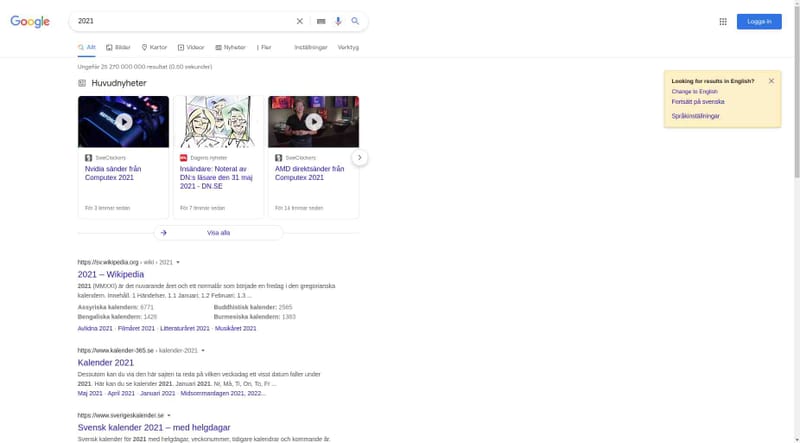 Google
2021
Logga in
Allt Bilder Kartor Videor Nyheter Fler Inställningar Verktyg
Ungefär 25 270 000 000 resultat (0,60 sekunder)
Looking for results in English?
Change to English
Fortsätt på svenska
Språkinställningar
Huvudnyheter
SweClockers
Nvidia sänder från
Computex 2021
För 3 timmar sedan
Dagens nyheter
Insändare: Noterat av
DN:s läsare den 31 maj
2021 - DN.SE
För 7 timmar sedan
SweClockers
AMD direktsänder från
Computex 2021
För 14 timmar sedan
Visa alla
https://sv.wikipedia.org › wiki › 2021
2021 – Wikipedia
2021 (MMXXI) är det nuvarande året och ett normalår som började en fredag i den gregorianska
kalendern. Innehåll. 1 Händelser. 1.1 Januari; 1.2 Februari; 1.3 ...
Assyriska kalendern: 6771 Buddhistisk kalender: 2565
Bengaliska kalendern: 1428 Burmesiska kalendern: 1383
Avlidna 2021 · Filmåret 2021 · Litteraturåret 2021 · Musikåret 2021
https://www.kalender-365.se › kalender-2021
Kalender 2021
Dessutom kan du via den här sajten ta reda på vilken veckodag ett visst datum faller under
2021. Här kan du se kalender 2021. Januari 2021. Nr, Må, Ti, On, To, Fr ...
Maj 2021 · April 2021 · Januari 2021 · Midsommardagen 2021, 2022...
https://www.sverigeskalender.se
Svensk kalender 2021 – med helgdagar
Svensk kalender för 2021 med helgdagar, veckonummer, tidigare kalendrar och kommande år.